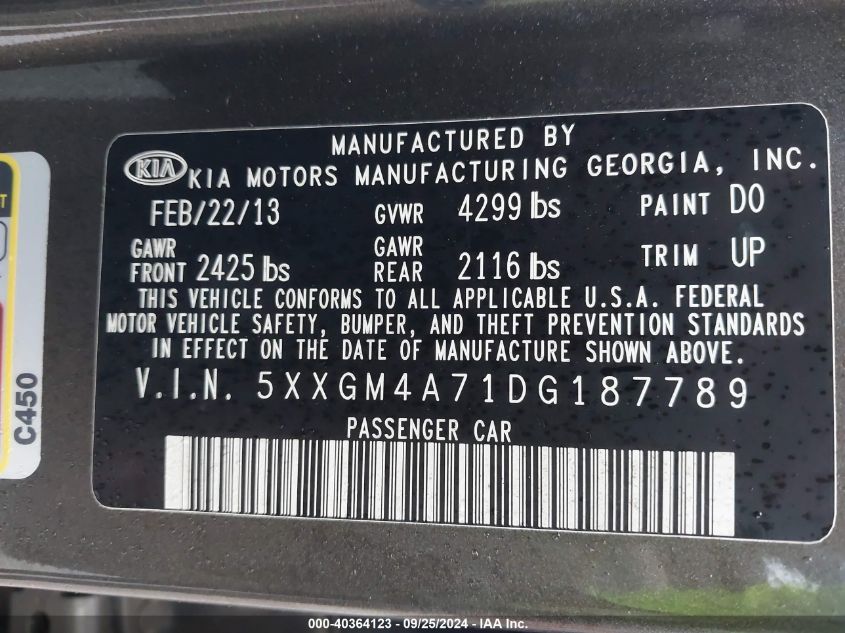 MANUFACTURED BY
KIA KIA MOTORS MANUFACTURING GEORGIA, INC.
FEB/22/13 GVWR 4299 lbs PAINT DO
GAWR FRONT 2425 lbs GAWR REAR 2116 lbs TRIM UP
THIS VEHICLE CONFORMS TO ALL APPLICABLE U.S.A. FEDERAL
MOTOR VEHICLE SAFETY, BUMPER, AND THEFT PREVENTION STANDARDS
IN EFFECT ON THE DATE OF MANUFACTURE SHOWN ABOVE.
V.I.N. 5XXGM4A71DG187789
PASSENGER CAR
C450
000-40364123 - 09/25/2024 - IAA Inc.